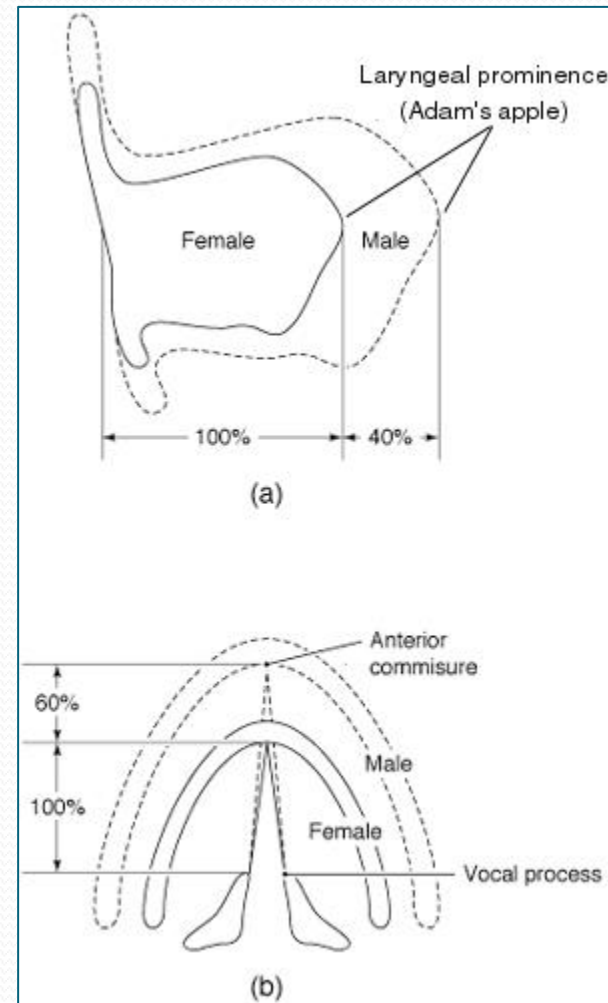 Laryngeal prominence
(Adam's apple)
Female
Male
100%
40%
(a)
Anterior
commisure
60%
Male
100%
Female
Vocal process
(b)